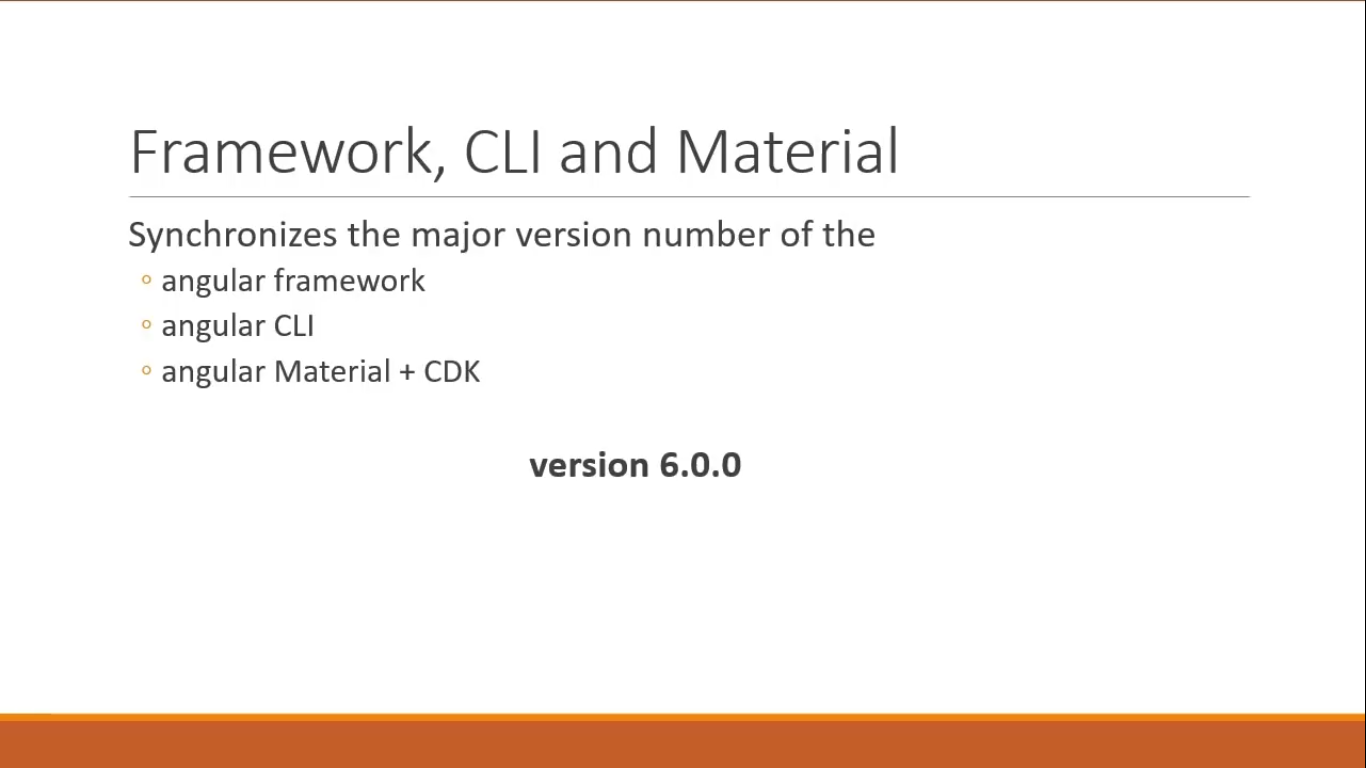 Framework, CLI and Material
Synchronizes the major version number of the
◦ angular framework
◦ angular CLI
◦ angular Material + CDK
version 6.0.0